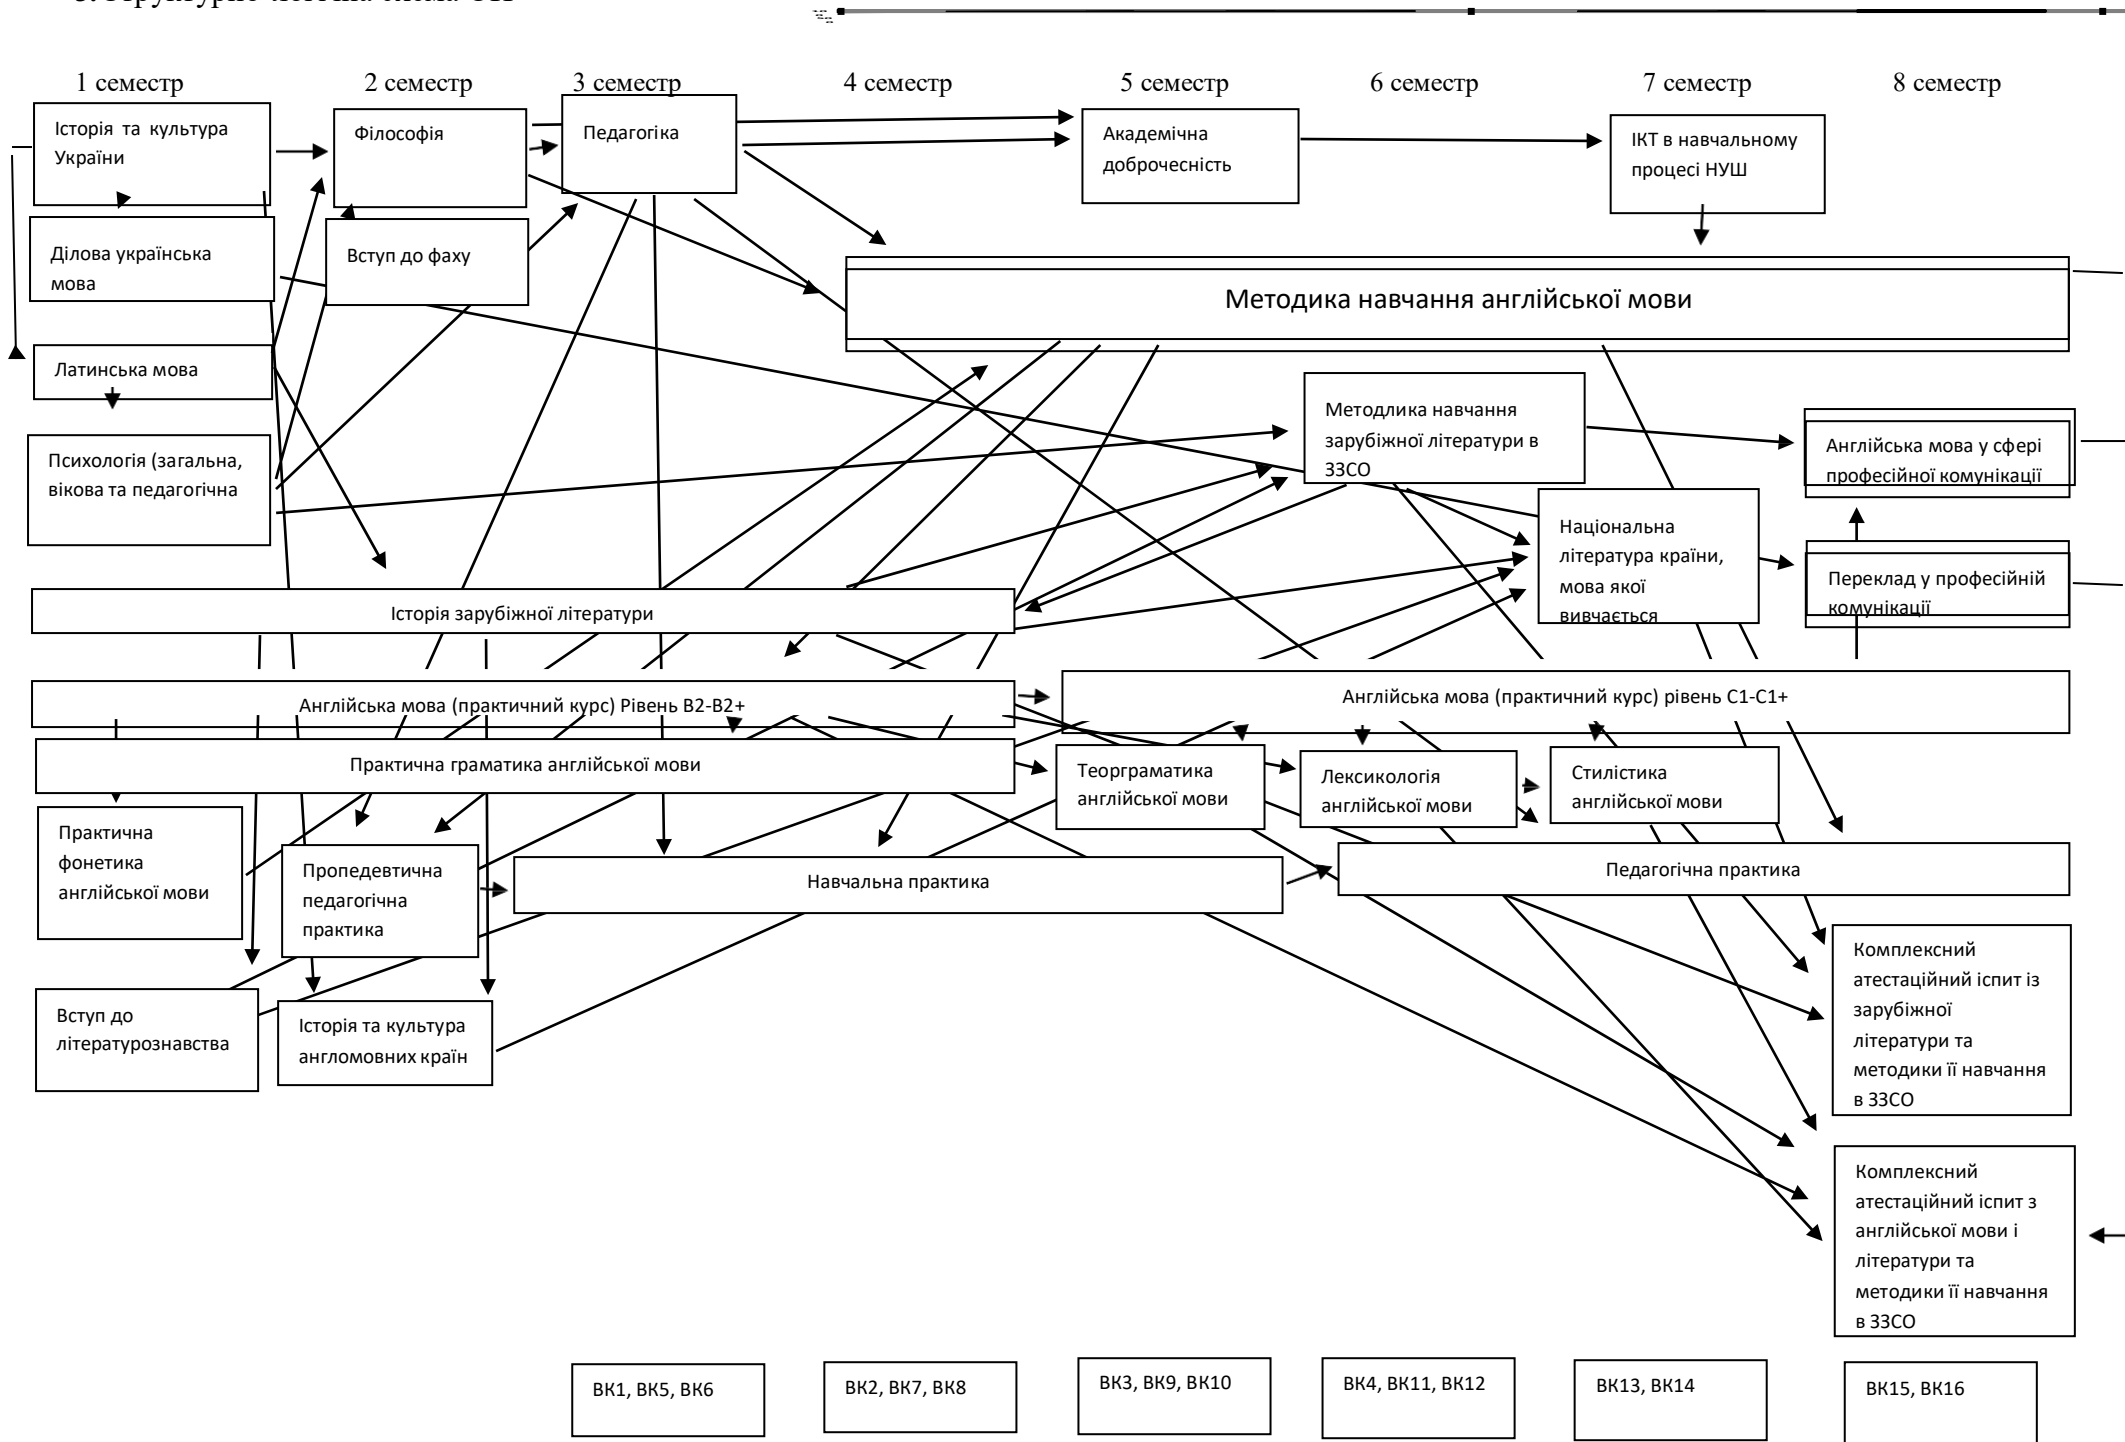 1 семестр
2 семестр
3 семестр
4 семестр
5 семестр
6 семестр
7 семестр
8 семестр
Історія та культура
України
Філософія
Педагогіка
Академічна
доброчесність
ІКТ в навчальному
процесі НУШ
Ділова українська
мова
Вступ до фаху
Методика навчання англійської мови
Латинська мова
Методлика навчання
зарубіжної літератури в
ЗЗСО
Англійська мова у сфері
професійної комунікації
Психологія (загальна,
вікова та педагогічна
Національна
література країни,
мова якої
вивчається
Переклад у професійній
комунікації
Історія зарубіжної літератури
Англійська мова (практичний курс) Рівень В2-В2+
Англійська мова (практичний курс) рівень С1-С1+
Практична граматика англійської мови
Теорграматика
англійської мови
Лексикологія
англійської мови
Стилістика
англійської мови
Практична
фонетика
англійської мови
Пропедевтична
педагогічна
практика
Навчальна практика
Педагогічна практика
Вступ до
літературознавства
Історія та культура
англомовних країн
Комплексний
атестаційний іспит із
зарубіжної
літератури та
методики її навчання
в ЗЗСО
Комплексний
атестаційний іспит з
англійської мови і
літератури та
методики її навчання
в ЗЗСО
ВК1, ВК5, ВК6
ВК2, ВК7, ВК8
ВК3, ВК9, ВК10
ВК4, ВК11, ВК12
ВК13, ВК14
ВК15, ВК16